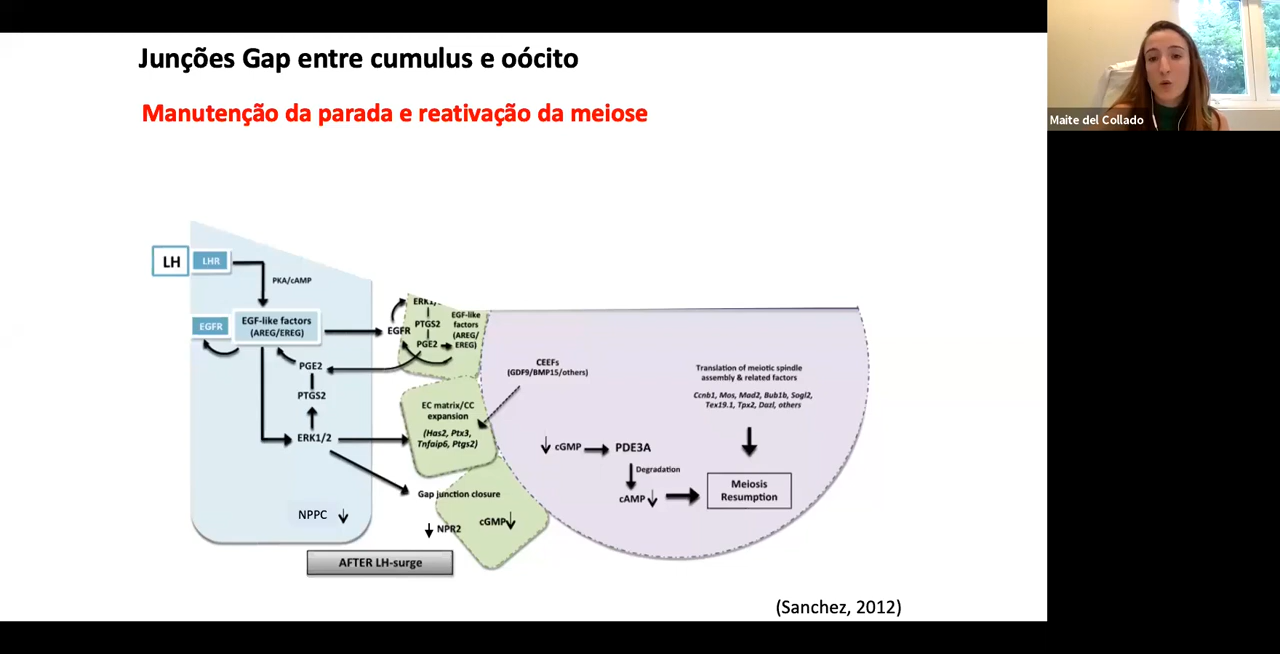 Junções Gap entre cumulus e oócito
Manutenção da parada e reativação da meiose
Maite del Collado
LH
LHR
PKA/cAMP
EGFR
EGF-like factors
(AREG/EREG)
PGE2
PTGS2
ERK1/2
NPPC
EGFR
ERK1/
PTGS2
PGE2
EGF-like
factors
(AREG/
EREG)
EC matrix/CC
expansion
(Has2, Ptx3,
Tnfaip6, Ptgs2)
Gap junction closure
NPR2
cGMP
CEEFs
(GDF9/BMP15/others)
cGMP
PDE3A
Degradation
cAMP
Translation of meiotic spindle
assembly & related factors
Ccnb1, Mos, Mad2, Bub1b, Sogl2,
Tex19.1, Tpx2, Dazl, others
Meiosis
Resumption
AFTER LH-surge
(Sanchez, 2012)